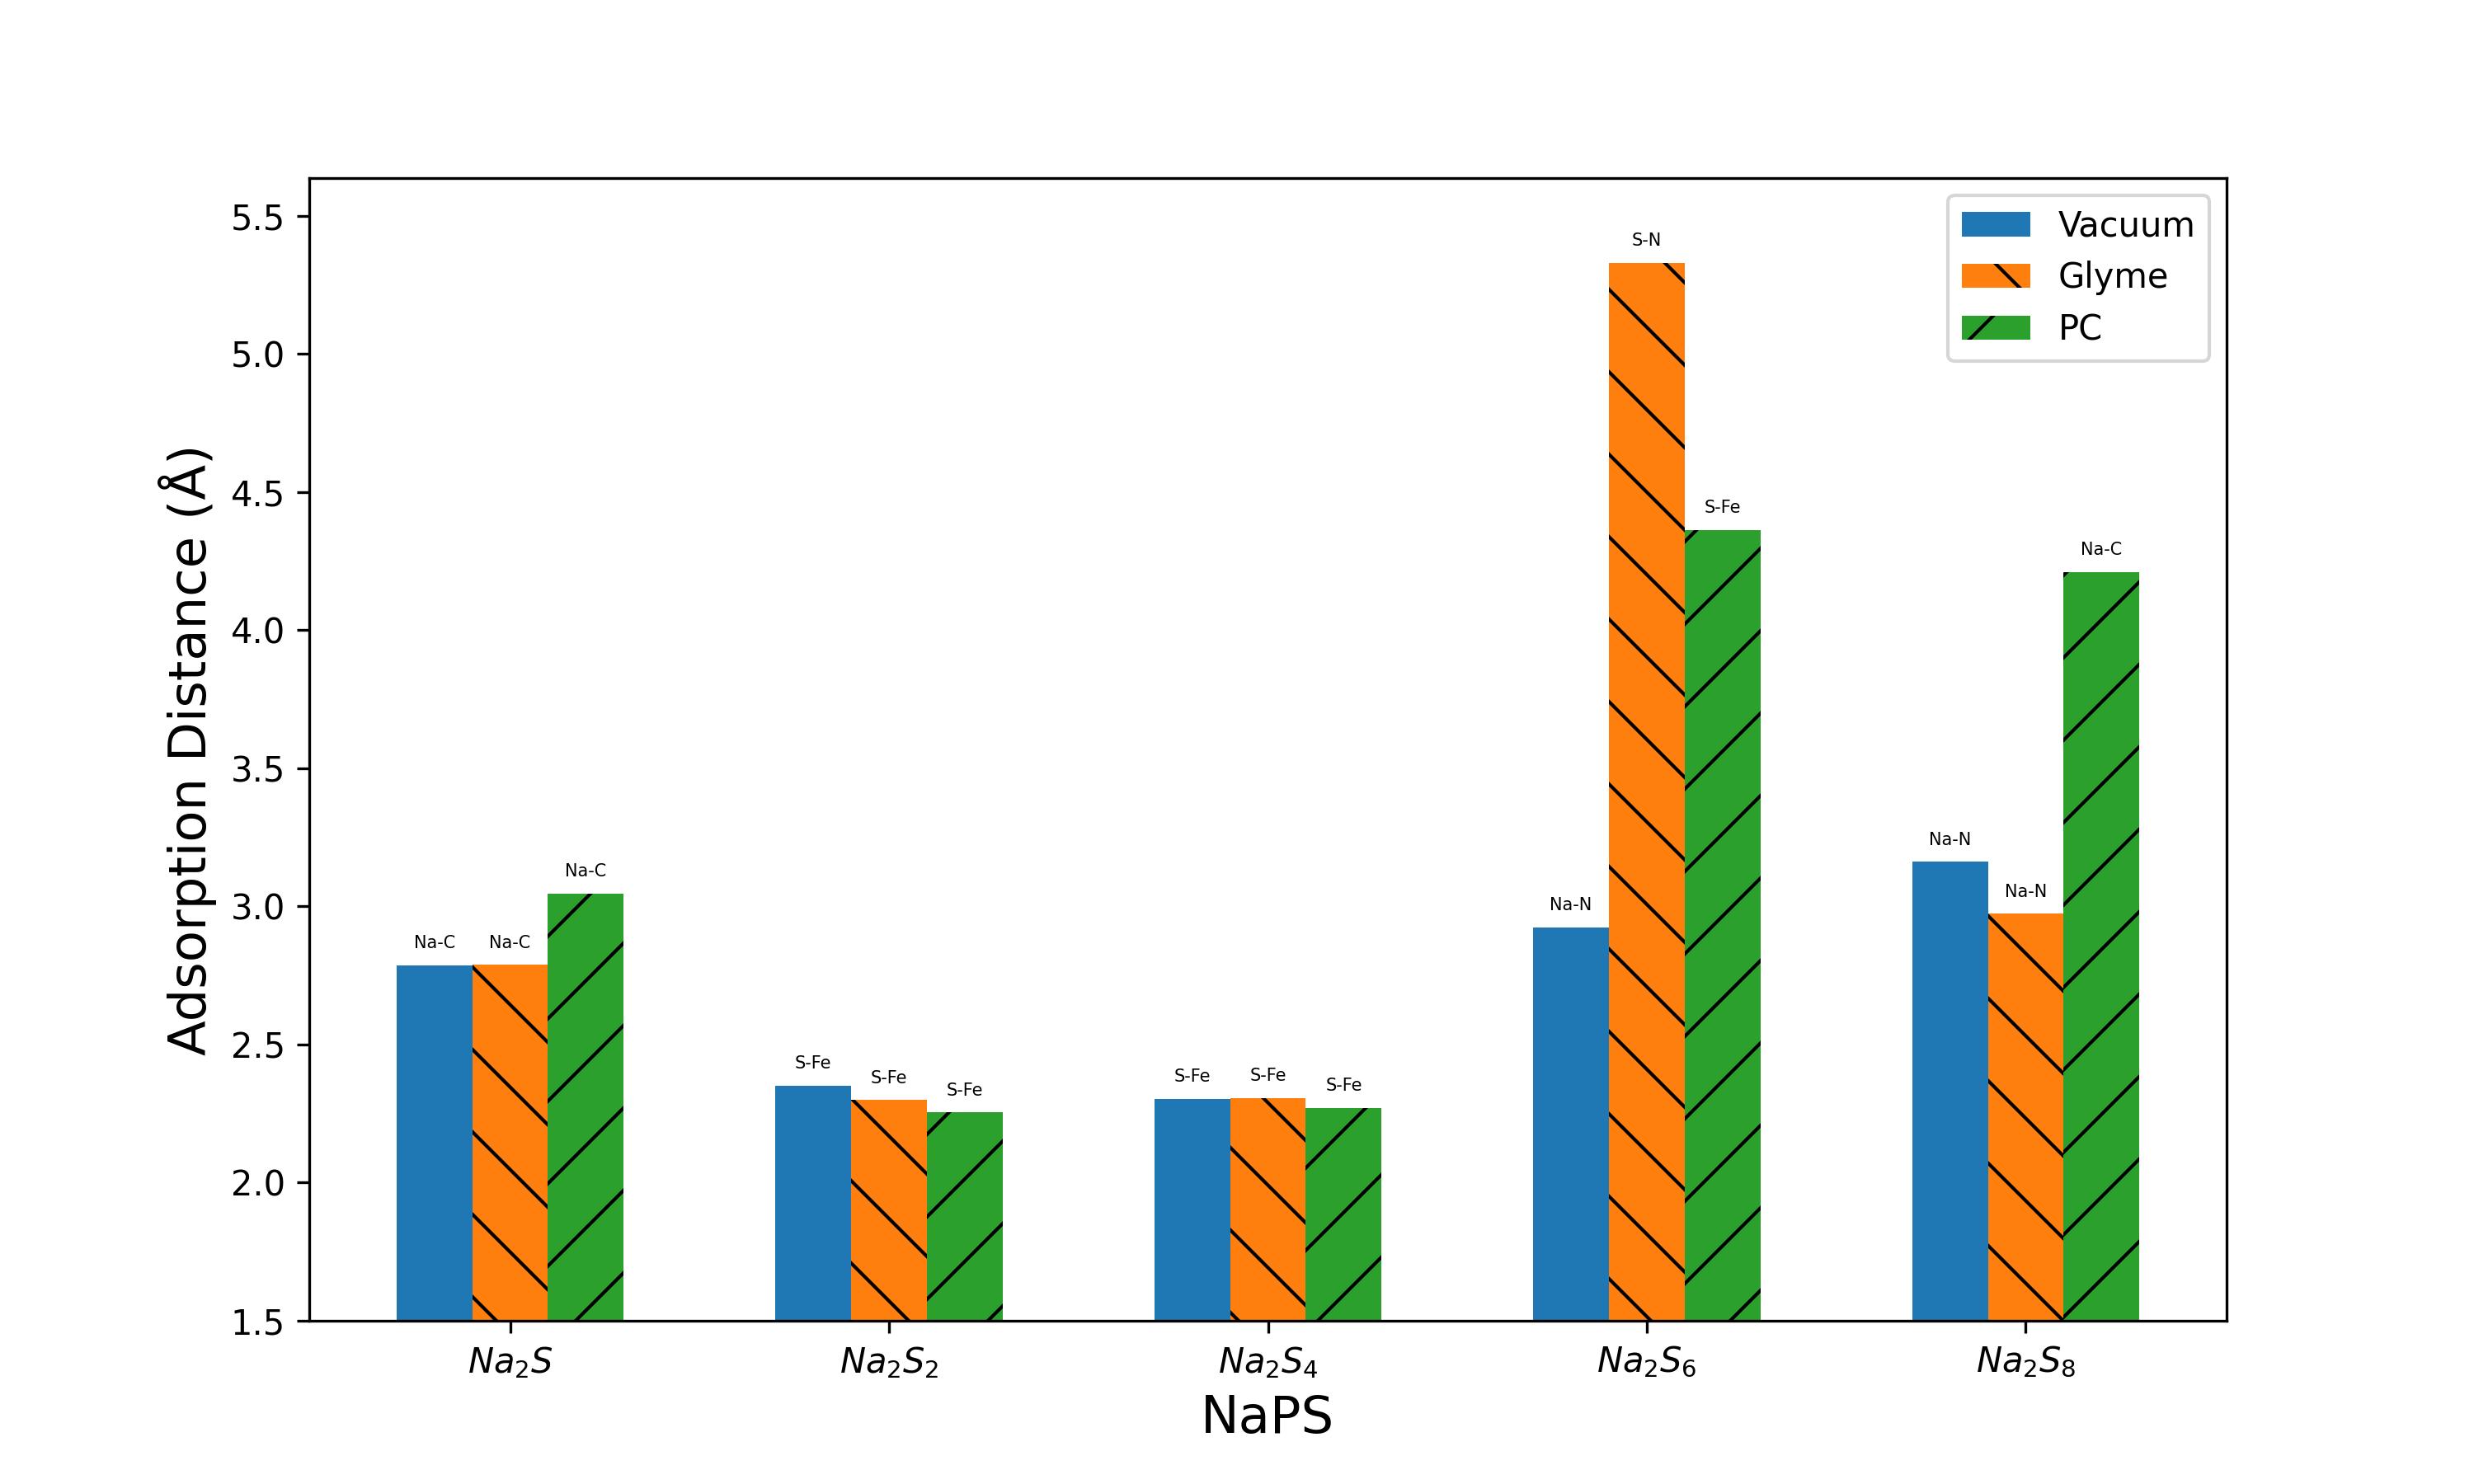 Vacuum
Glyme
PC
Adsorption Distance (Å)
5.5
5.0
4.5
4.0
3.5
3.0
2.5
2.0
1.5
Na-C
Na-C
Na-C
S-Fe
S-Fe
S-Fe
S-Fe
S-Fe
S-Fe
Na-N
S-N
S-Fe
Na-N
Na-N
Na-C
Na₂S
Na₂S₂
Na₂S₄
Na₂S₆
Na₂S₈
NaPS